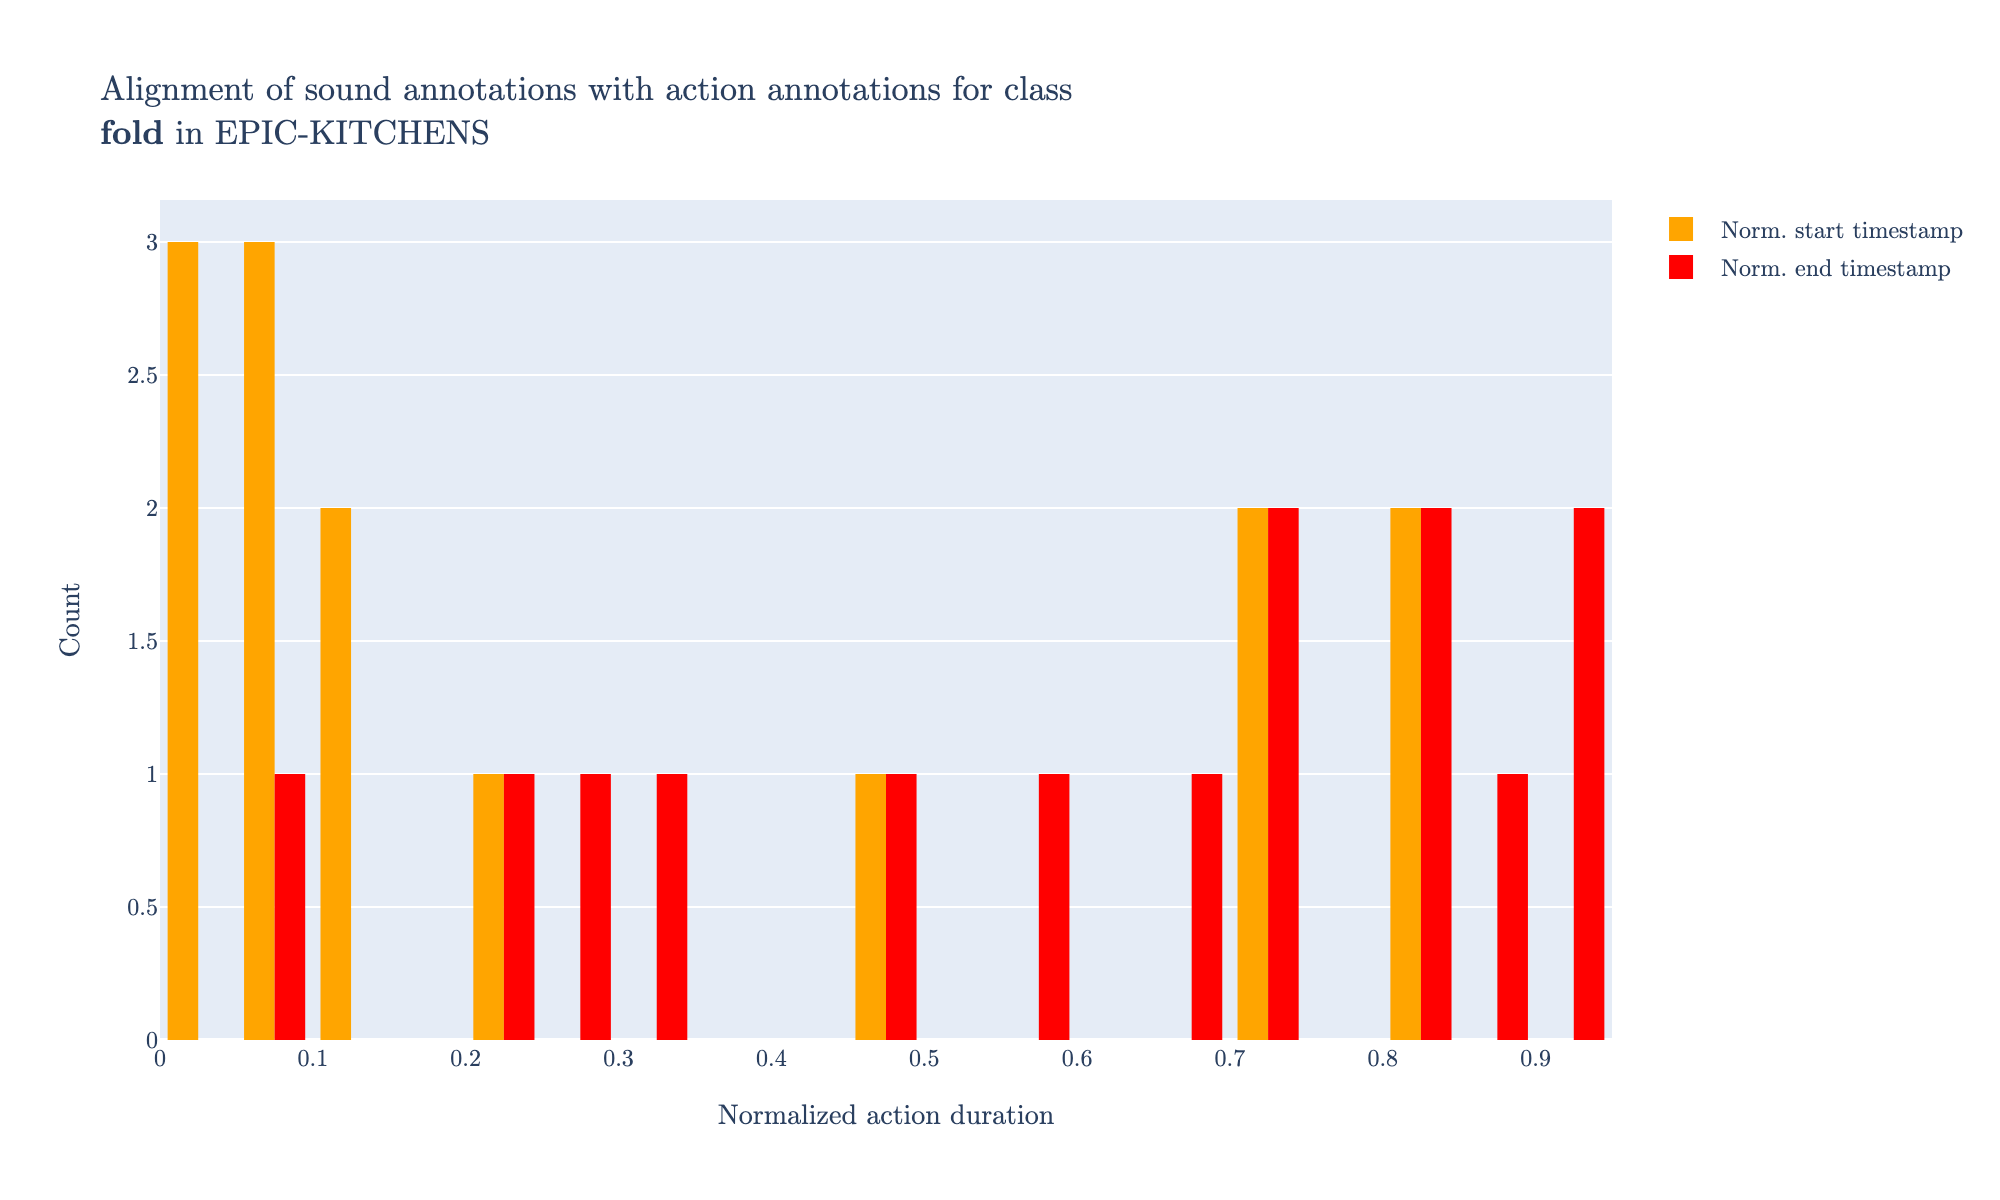 Alignment of sound annotations with action annotations for class
fold in EPIC-KITCHENS
Norm. start timestamp
Norm. end timestamp
3
2.5
2
1.5
1
0.5
0
Count
0 0.1 0.2 0.3 0.4 0.5 0.6 0.7 0.8 0.9
Normalized action duration